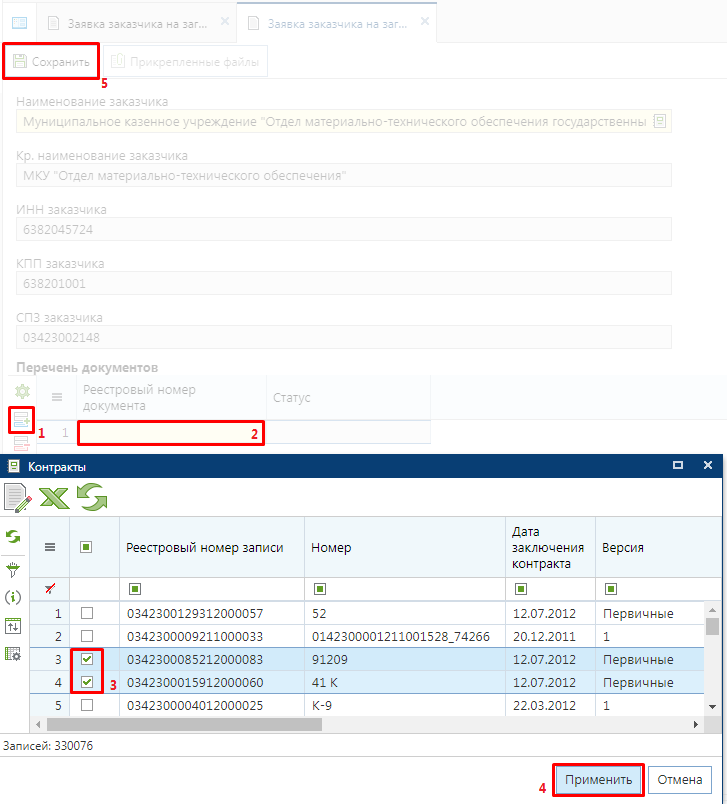 Заявка заказчика на заг...
Заявка заказчика на заг...
Сохранить
Прикрепленные файлы
5
Наименование заказчика
Муниципальное казенное учреждение "Отдел материально-технического обеспечения государственны
Кр. наименование заказчика
МКУ "Отдел материально-технического обеспечения"
ИНН заказчика
6382045724
КПП заказчика
638201001
СПЗ заказчика
03423002148
Перечень документов
Реестровый номер
документа
Статус
1
1
2
Контракты
Реестровый номер записи
Номер
Дата
заключения
контракта
Версия
1 0342300129312000057 52 12.07.2012 Первичные
2 0342300009211000033 0142300001211001528_74266 20.12.2011 1
3 0342300085212000083 91209 12.07.2012 Первичные
3
4 0342300015912000060 41 К 12.07.2012 Первичные
5 0342300004012000025 К-9 22.03.2012 1
Записей: 330076
4
Применить
Отмена